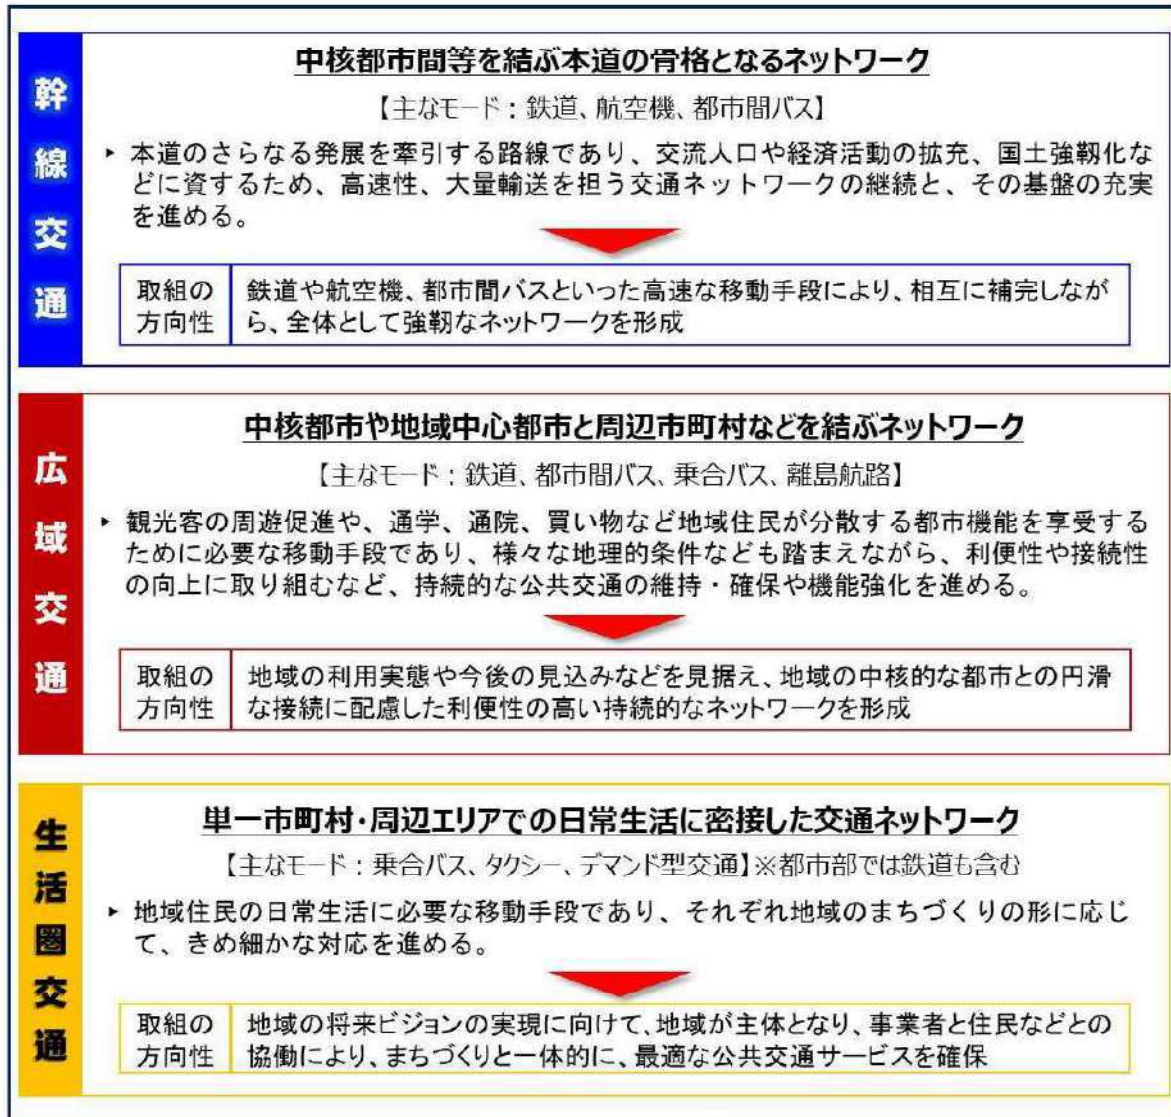 幹線交通
中核都市間等を結ぶ本道の骨格となるネットワーク
【主なモード：鉄道、航空機、都市間バス】
▸ 本道のさらなる発展を牽引する路線であり、交流人口や経済活動の拡充、国土強靱化な
どに資するため、高速性、大量輸送を担う交通ネットワークの継続と、その基盤の充実
を進める。
取組の
方向性
鉄道や航空機、都市間バスといった高速な移動手段により、相互に補完しなが
ら、全体として強靭なネットワークを形成
広域交通
中核都市や地域中心都市と周辺市町村などを結ぶネットワーク
【主なモード：鉄道、都市間バス、乗合バス、離島航路】
▸ 観光客の周遊促進や、通学、通院、買い物など地域住民が分散する都市機能を享受する
ために必要な移動手段であり、様々な地理的条件なども踏まえながら、利便性や接続性
の向上に取り組むなど、持続的な公共交通の維持・確保や機能強化を進める。
取組の
方向性
地域の利用実態や今後の見込みなどを見据え、地域の中核的な都市との円滑
な接続に配慮した利便性の高い持続的なネットワークを形成
生活圏交通
単一市町村・周辺エリアでの日常生活に密接した交通ネットワーク
【主なモード：乗合バス、タクシー、デマンド型交通】※都市部では鉄道も含む
▸ 地域住民の日常生活に必要な移動手段であり、それぞれ地域のまちづくりの形に応じ
て、きめ細かな対応を進める。
取組の
方向性
地域の将来ビジョンの実現に向けて、地域が主体となり、事業者と住民などとの
協働により、まちづくりと一体的に、最適な公共交通サービスを確保